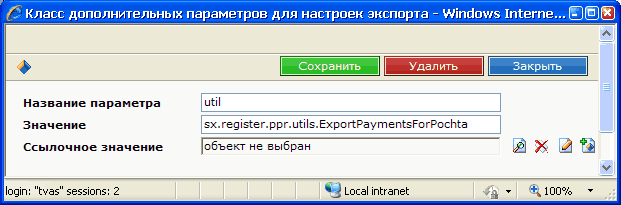 Класс дополнительных параметров для настроек экспорта - Windows Interne...
Сохранить Удалить Закрыть
Название параметра util
Значение sx.register.ppr.utils.ExportPaymentsForPochta
Ссылочное значение объект не выбран
login: "tvas" sessions: 2 Local intranet 100%